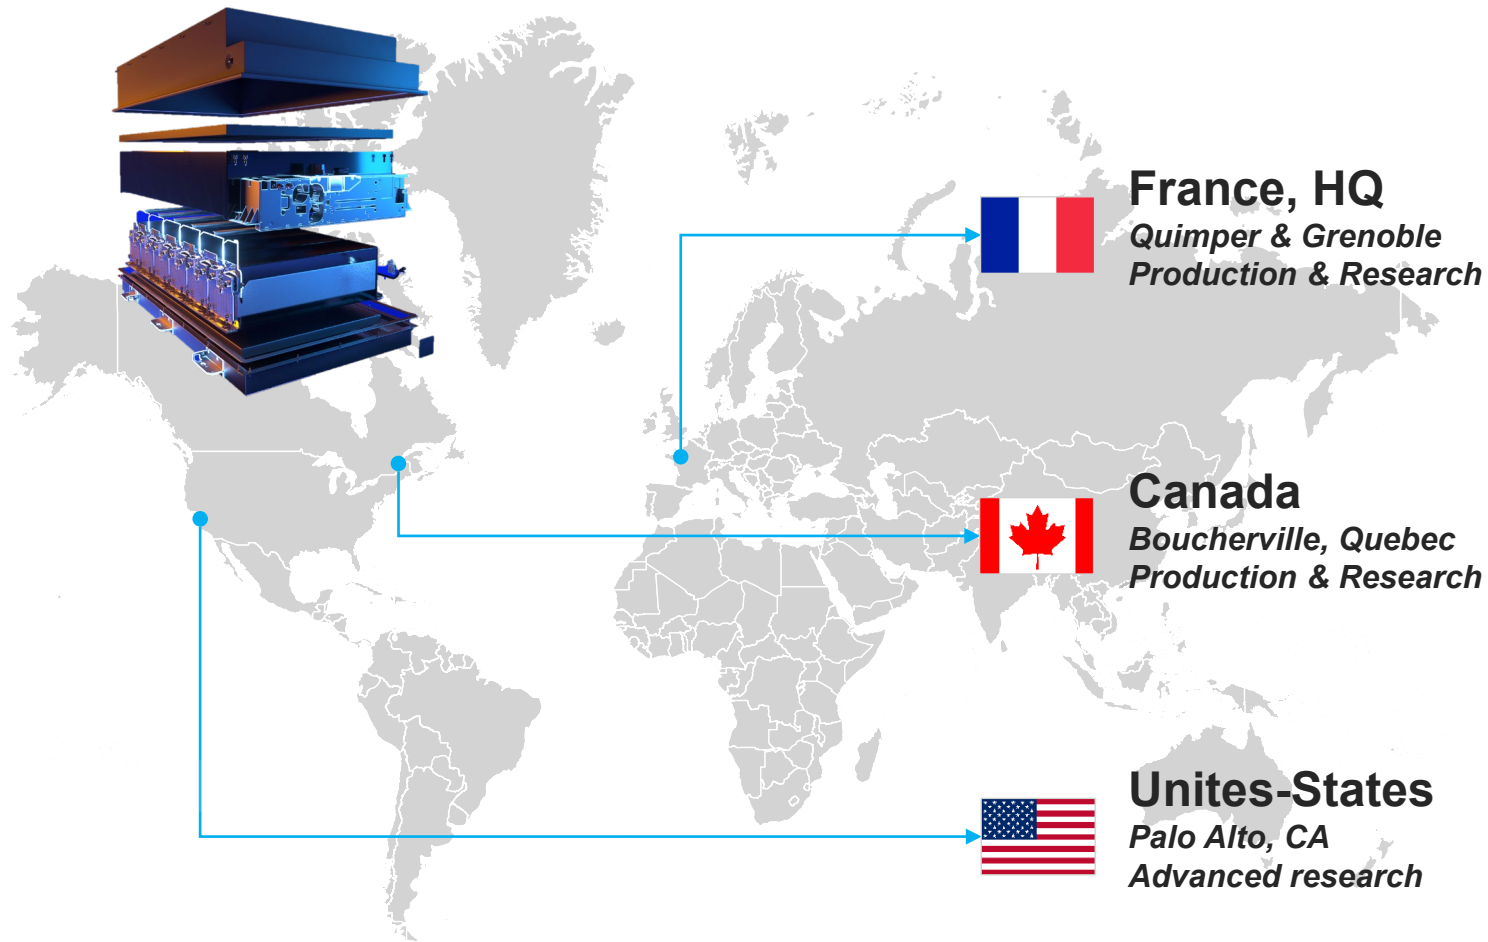 France, HQ
Quimper & Grenoble
Production & Research
Canada
Boucherville, Quebec
Production & Research
Unites-States
Palo Alto, CA
Advanced research